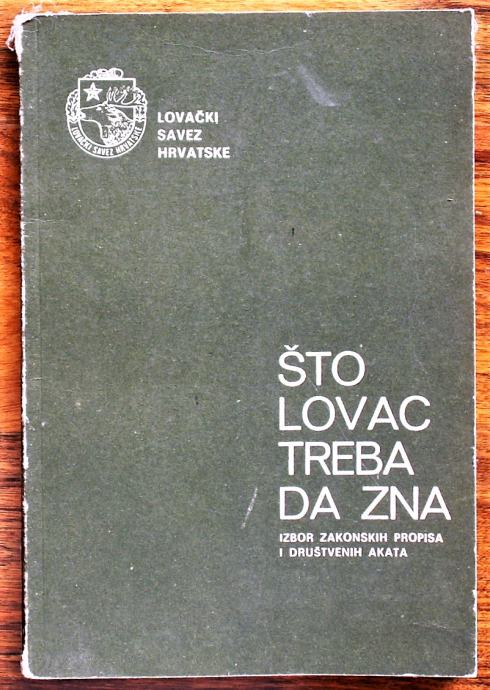 LOVAČKI SAVEZ HRVATSKE
LOVAČKI
SAVEZ
HRVATSKE
ŠTO
LOVAC
TREBA
DA ZNA
IZBOR ZAKONSKIH PROPISA
I DRUŠTVENIH AKATA